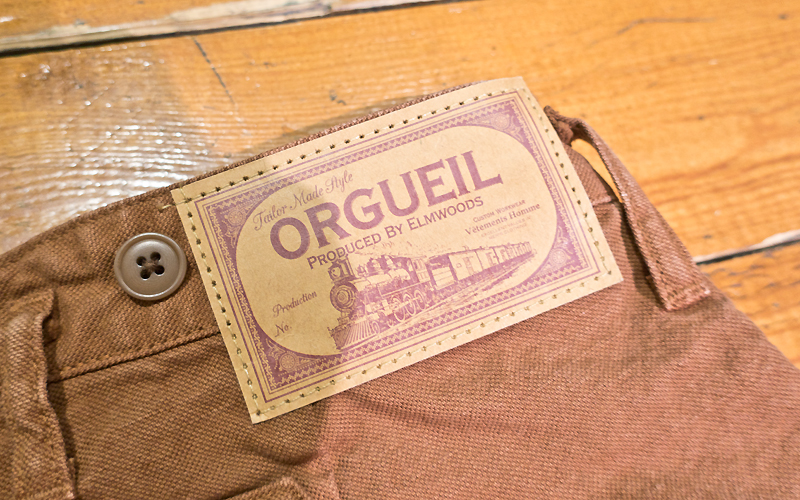 Tailor Made Style
ORGUEIL
PRODUCED BY ELMWOODS
CUSTOM WORKWEAR
Vêtements Homme
Production
No.